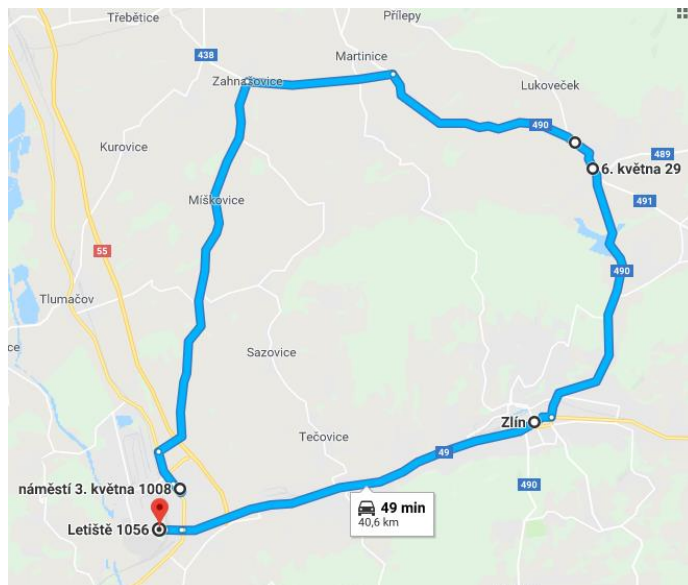 Třebětice
Přílepy
438
Martinice
Zahnašovice
Lukoveček
490
Kurovice
489
6. května 29
Míškovice
491
55
490
Tlumačov
ce
Sazovice
Zlín
Tečovice
49
náměstí 3. května 1008
490
49 min
40,6 km
Letiště 1056